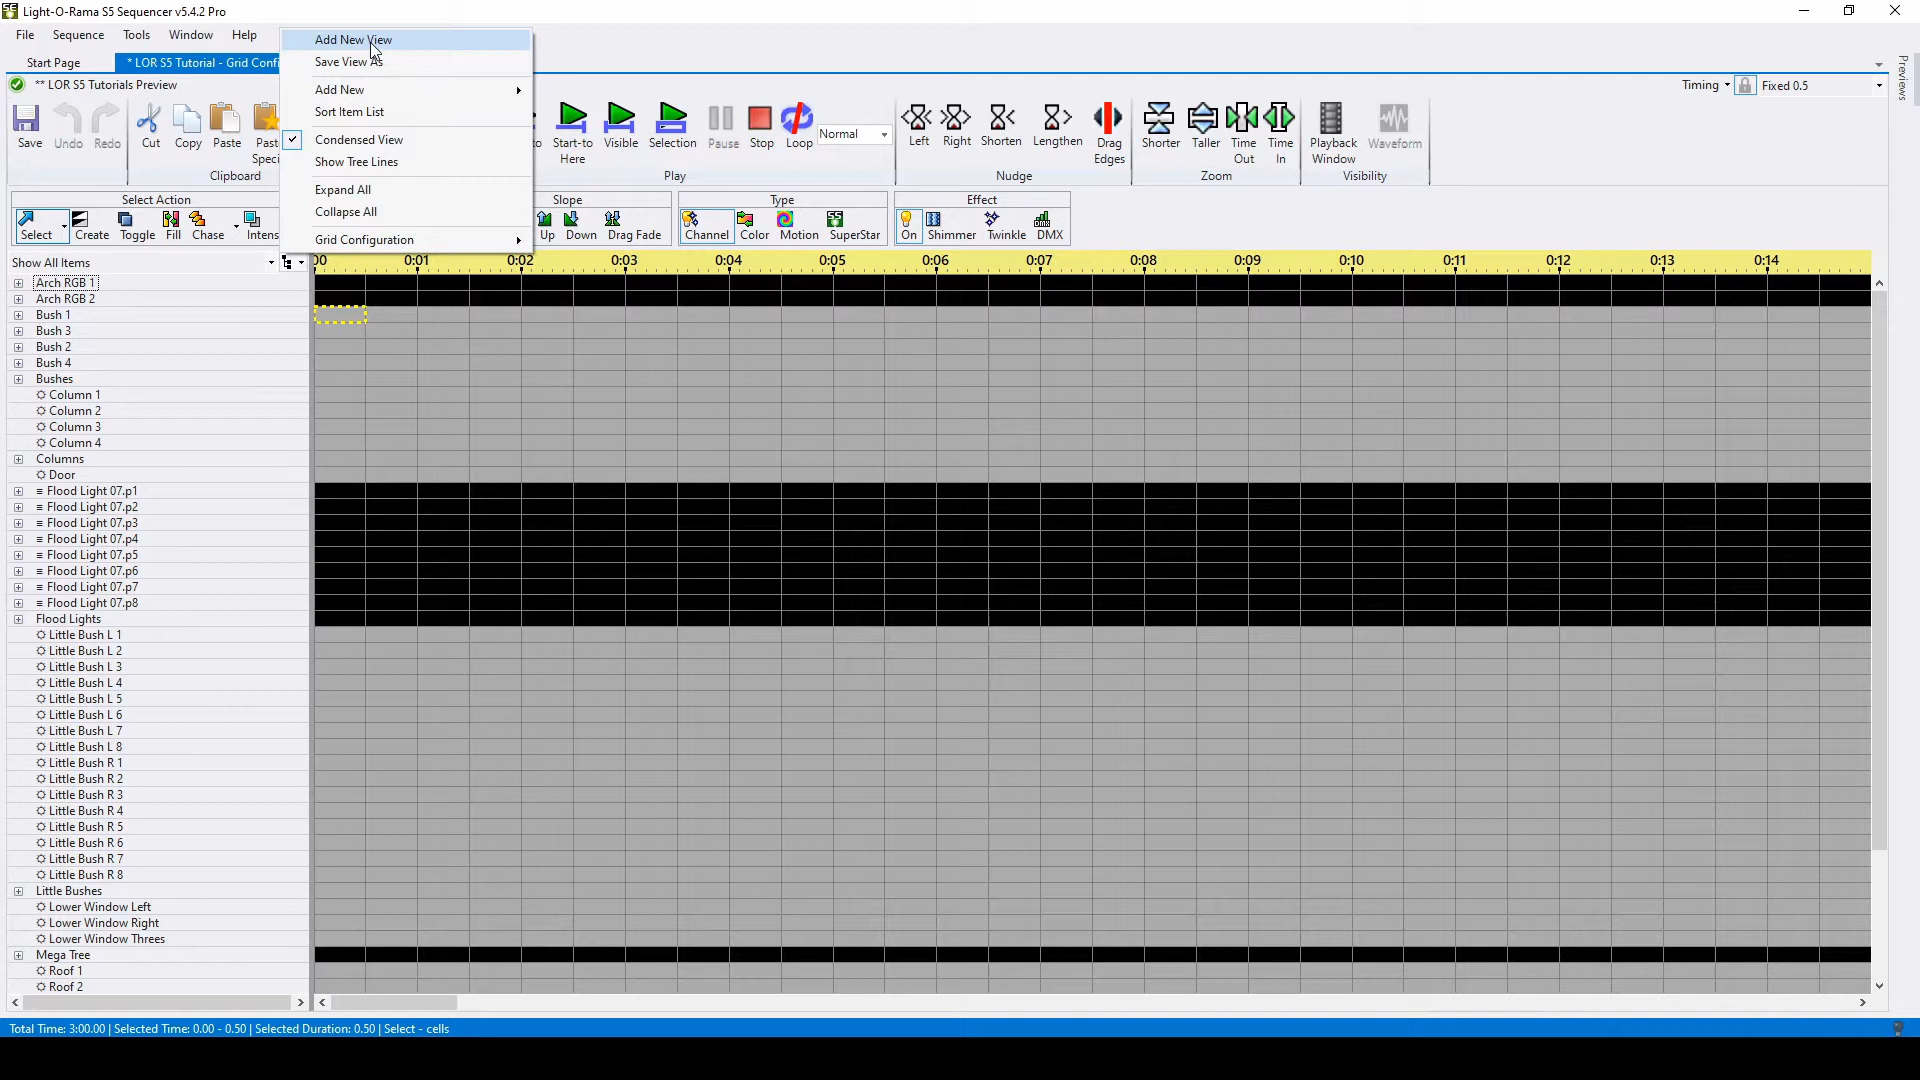 Light-O-Rama S5 Sequencer v5.4.2 Pro
File Sequence Tools Window Help
Start Page * LOR S5 Tutorial - Grid Confi
** LOR S5 Tutorials Preview
Timing Fixed 0.5
Previews
Add New View
Save View As
Add New
Sort Item List
Condensed View
Show Tree Lines
Expand All
Collapse All
Grid Configuration
Save Undo Redo Cut Copy Paste Past
Speci
Clipboard
to Start-to
Here Visible Selection Pause Stop Loop Normal
Play
Left Right Shorten Lengthen Drag
Edges
Nudge
Shorter Taller Time
Out Time
In
Zoom
Playback
Window Waveform
Visibility
Select Action Slope Type Effect
Select Create Toggle Fill Chase Intens Up Down Drag Fade Channel Color Motion SuperStar On Shimmer Twinkle DMX
Show All Items
00 0:01 0:02 0:03 0:04 0:05 0:06 0:07 0:08 0:09 0:10 0:11 0:12 0:13 0:14
Arch RGB 1
Arch RGB 2
Bush 1
Bush 3
Bush 2
Bush 4
Bushes
Column 1
Column 2
Column 3
Column 4
Columns
Door
Flood Light 07.p1
Flood Light 07.p2
Flood Light 07.p3
Flood Light 07.p4
Flood Light 07.p5
Flood Light 07.p6
Flood Light 07.p7
Flood Light 07.p8
Flood Lights
Little Bush L 1
Little Bush L 2
Little Bush L 3
Little Bush L 4
Little Bush L 5
Little Bush L 6
Little Bush L 7
Little Bush L 8
Little Bush R 1
Little Bush R 2
Little Bush R 3
Little Bush R 4
Little Bush R 5
Little Bush R 6
Little Bush R 7
Little Bush R 8
Little Bushes
Lower Window Left
Lower Window Right
Lower Window Threes
Mega Tree
Roof 1
Roof 2
Total Time: 3:00.00 | Selected Time: 0.00 - 0.50 | Selected Duration: 0.50 | Select - cells